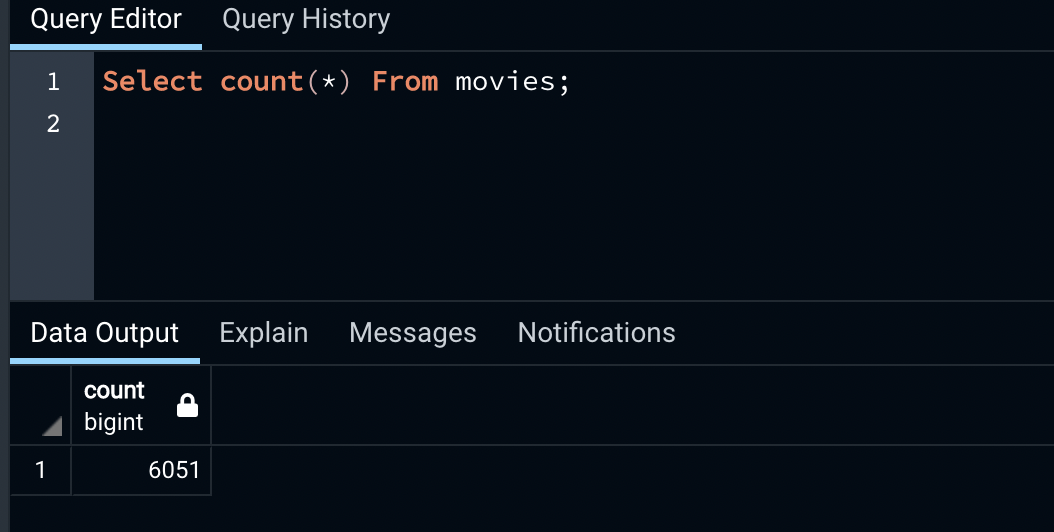 Query Editor Query History
1 Select count(*) From movies;
2
Data Output Explain Messages Notifications
count
bigint
1 6051